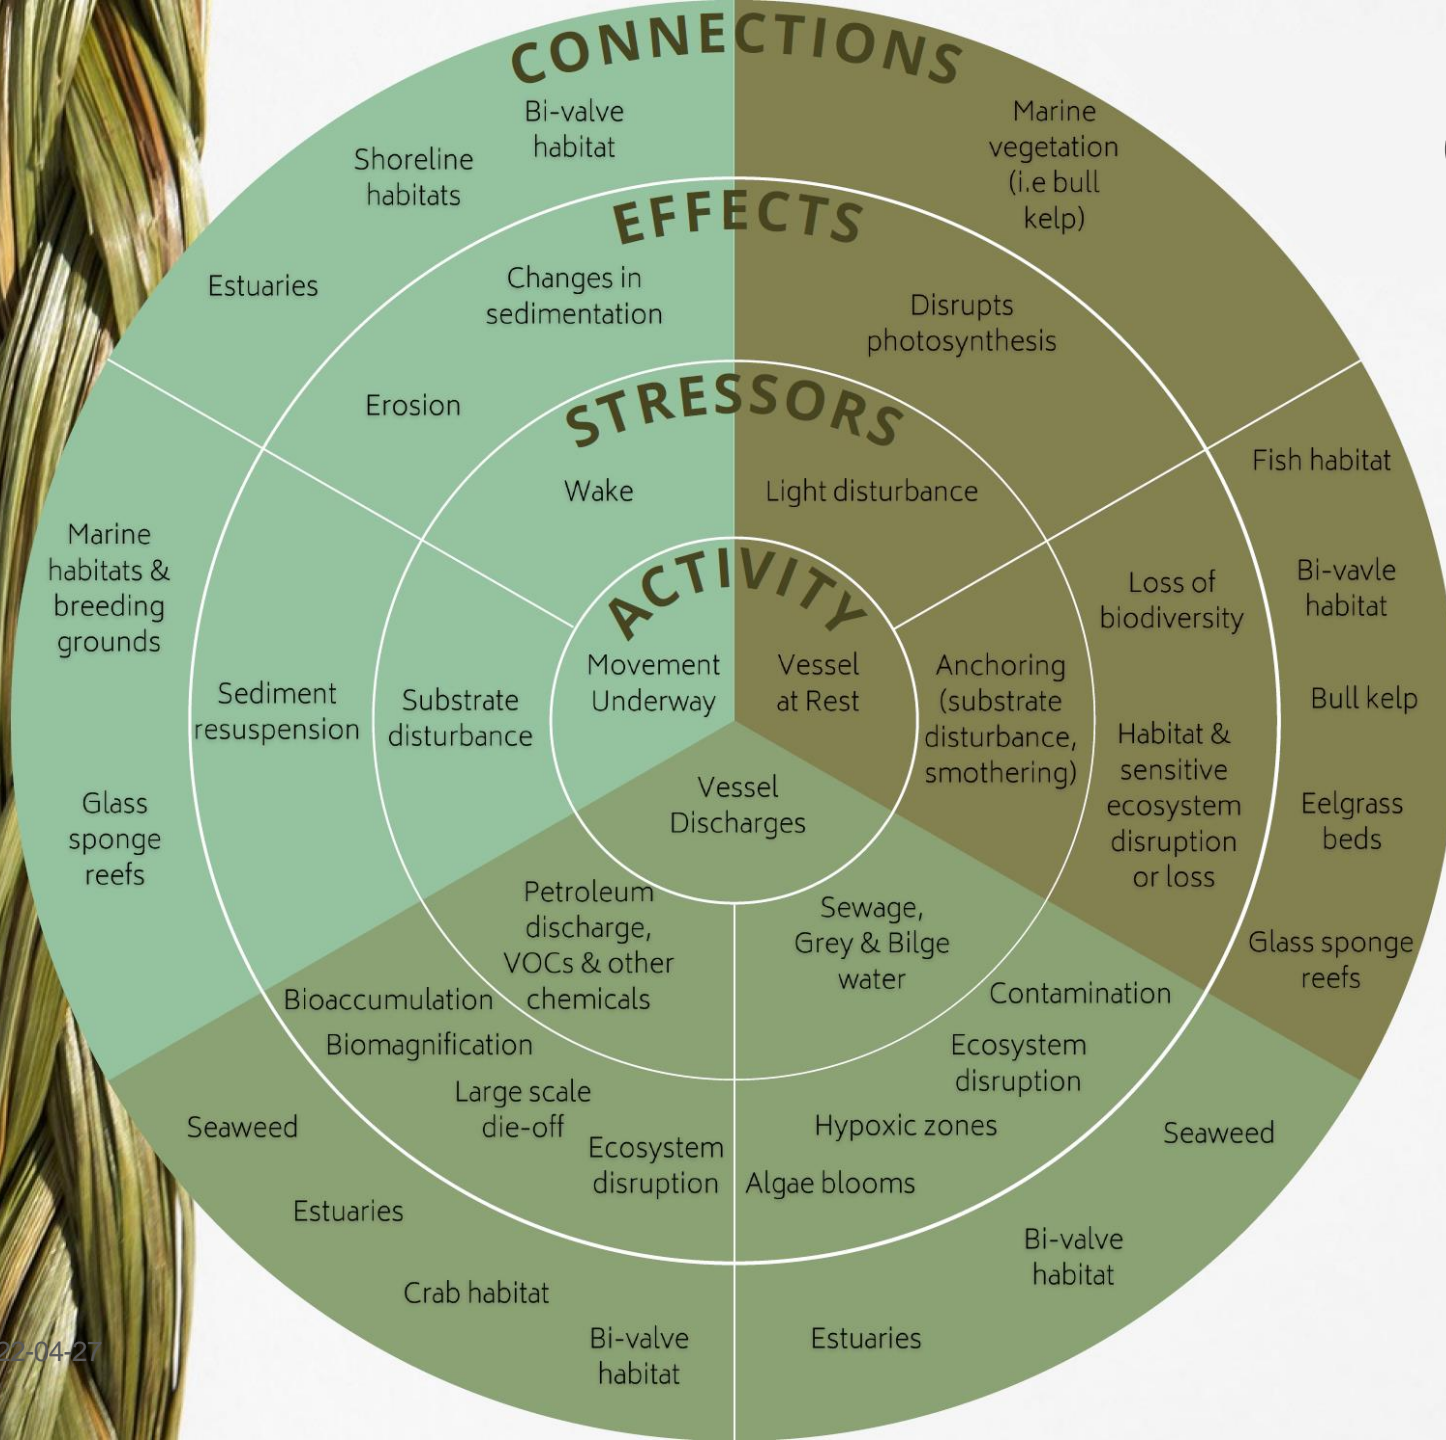 CONNECTIONS
Bi-valve
habitat
Shoreline
habitats
Estuaries
Marine
vegetation
(i.e bull
kelp)
EFFECTS
Changes in
sedimentation
Erosion
Disrupts
photosynthesis
STRESSORS
Wake
Light disturbance
ACTIVITY
Movement
Underway
Vessel
at Rest
Vessel
Discharges
Marine
habitats &
breeding
grounds
Glass
sponge
reefs
Sediment
resuspension
Substrate
disturbance
Anchoring
(substrate
disturbance,
smothering)
Loss of
biodiversity
Habitat &
sensitive
ecosystem
disruption
or loss
Fish habitat
Bi-vavle
habitat
Bull kelp
Eelgrass
beds
Glass sponge
reefs
Petroleum
discharge,
VOCs & other
chemicals
Sewage,
Grey & Bilge
water
Bioaccumulation
Biomagnification
Large scale
die-off
Ecosystem
disruption
Contamination
Ecosystem
disruption
Hypoxic zones
Algae blooms
Seaweed
Estuaries
Crab habitat
Bi-valve
habitat
Seaweed
Bi-valve
habitat
Estuaries
22-04-27